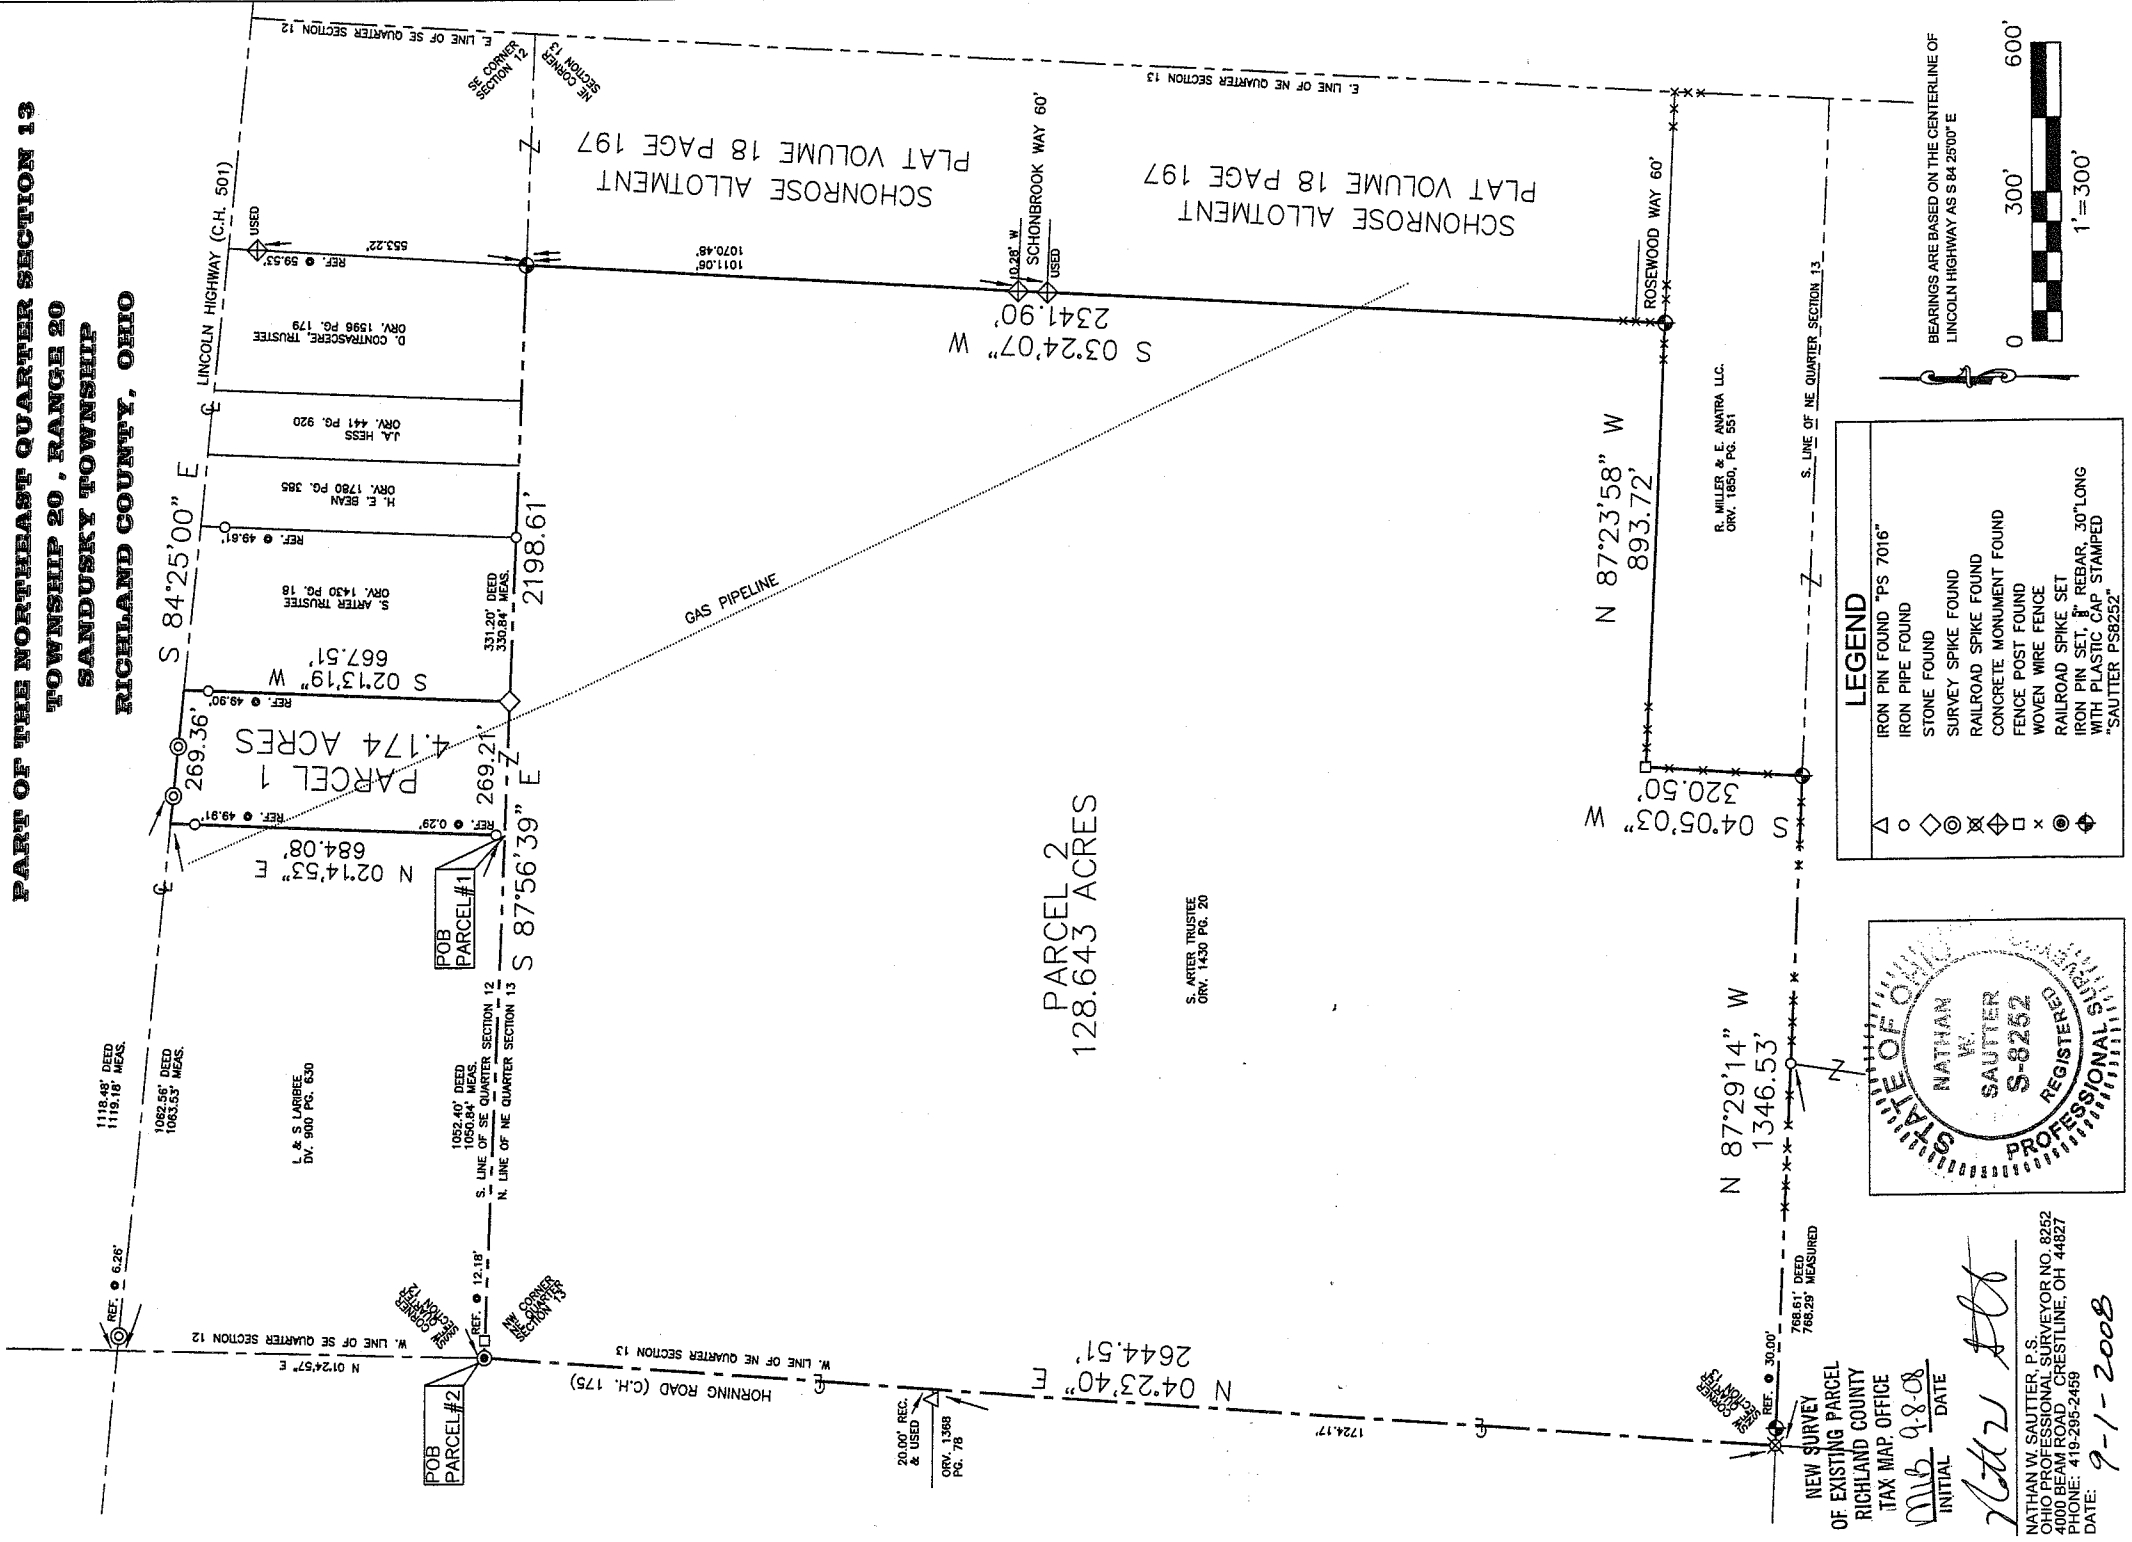 PART OF THE NORTHEAST QUARTER SECTION 13
TOWNSHIP 20, RANGE 20
SANDUSKY TOWNSHIP
RICHLAND COUNTY, OHIO
E. LINE OF SE QUARTER SECTION 12
SE CORNER
SECTION 12
NE CORNER
SECTION 13
E. LINE OF NE QUARTER SECTION 13
LINCOLN HIGHWAY (C.H. 501)
S 84°25'00" E
USED
REF. @ 59.53'
553.22'
D. CONTRASCERE, TRUSTEE
ORV. 1596 PG. 179
J.A. HESS
ORV. 441 PG. 920
H. E. BEAN
ORV. 1780 PG. 385
REF. @ 49.61'
S. ARTER TRUSTEE
ORV. 1430 PG. 18
331.20' DEED
330.84' MEAS.
2198.61'
S 02°13'19" W
667.51'
REF. @ 49.90'
269.36'
PARCEL 1
4.174 ACRES
269.21'
REF. @ 49.91'
REF. @ 0.29'
N 02°14'53" E
684.08'
POB
PARCEL#1
S 87°56'39" E
GAS PIPELINE
SCHONROSE ALLOTMENT
PLAT VOLUME 18 PAGE 197
1070.48'
1011.06'
10.28' W
SCHONBROOK WAY 60'
USED
S 03°24'07" W
2341.90'
SCHONROSE ALLOTMENT
PLAT VOLUME 18 PAGE 197
ROSEWOOD WAY 60'
N 87°23'58" W
893.72'
R. MILLER & E. ANATRA LLC.
ORV. 1850, PG. 551
S. LINE OF NE QUARTER SECTION 13
S 04°05'03" W
320.50'
PARCEL 2
128.643 ACRES
S. ARTER TRUSTEE
ORV. 1430 PG. 20
1118.48' DEED
1119.18' MEAS.
1062.56' DEED
1063.53' MEAS.
L & S LARIBEE
DV. 900 PG. 630
1052.40' DEED
1050.84' MEAS.
S. LINE OF SE QUARTER SECTION 12
N. LINE OF NE QUARTER SECTION 13
REF. @ 6.26'
W. LINE OF SE QUARTER SECTION 12
N 01°24'57" E
REF. @ 12.18'
NW CORNER
NE QUARTER
SECTION 13
POB
PARCEL#2
W. LINE OF NE QUARTER SECTION 13
HORNING ROAD (C.H. 175)
20.00' REC.
& USED
ORV. 1368
PG. 78
N 04°23'40" E
2644.51'
1724.17'
N 87°29'14" W
1346.53'
768.61' DEED
768.29' MEASURED
REF. @ 30.00'
BEARINGS ARE BASED ON THE CENTERLINE OF
LINCOLN HIGHWAY AS S 84°25'00" E
0 300' 600'
1"=300'
LEGEND
IRON PIN FOUND "PS 7016"
IRON PIPE FOUND
STONE FOUND
SURVEY SPIKE FOUND
RAILROAD SPIKE FOUND
CONCRETE MONUMENT FOUND
FENCE POST FOUND
WOVEN WIRE FENCE
RAILROAD SPIKE SET
IRON PIN SET, REBAR, 30"LONG
WITH PLASTIC CAP STAMPED
"SAUTTER PS8252"
STATE OF OHIO
NATHAN
W.
SAUTTER
S-8252
REGISTERED
PROFESSIONAL SURVEYOR
NEW SURVEY
OF EXISTING PARCEL
RICHLAND COUNTY
TAX MAP OFFICE
9-8-08
INITIAL DATE
NATHAN W. SAUTTER, P.S.
OHIO PROFESSIONAL SURVEYOR NO. 8252
4000 BEAM ROAD CRESTLINE, OH 44827
PHONE: 419-295-2459
DATE: 9-1-2008